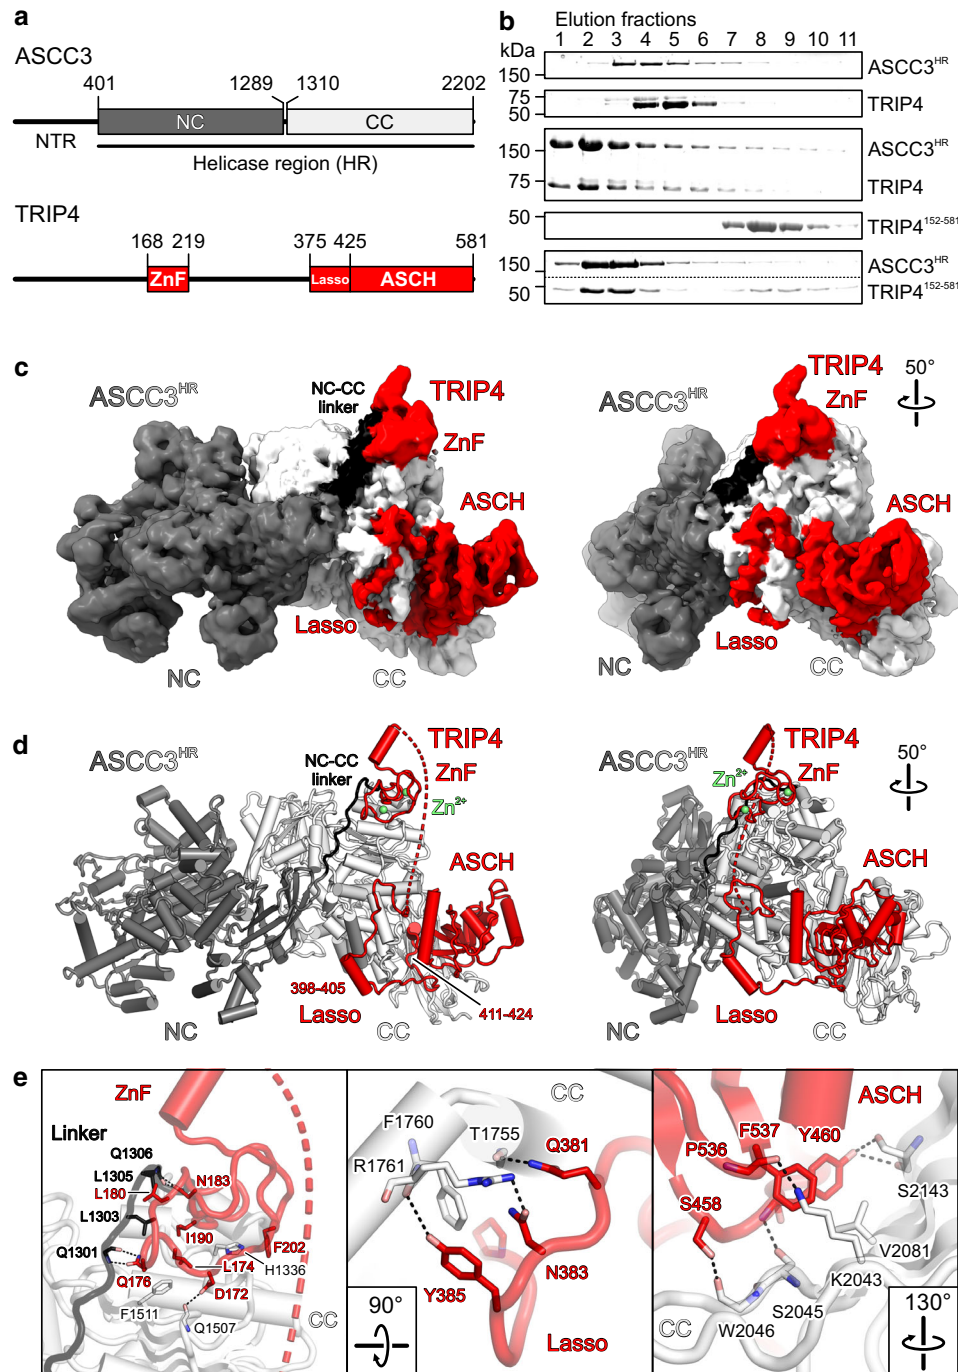 a
ASCC3
401
1289
1310
2202
NC
CC
NTR
Helicase region (HR)
TRIP4
168
219
375
425
581
ZnF
Lasso
ASCH
b
Elution fractions
kDa
1 2 3 4 5 6 7 8 9 10 11
150
ASCC3HR
75
50
TRIP4
150
ASCC3HR
75
TRIP4
50
TRIP4152-581
150
ASCC3HR
50
TRIP4152-581
c
ASCC3HR
NC-CC
linker
TRIP4
ZnF
ASCH
Lasso
NC
CC
ASCC3HR
TRIP4
ZnF
50°
ASCH
Lasso
NC
CC
d
ASCC3HR
NC-CC
linker
TRIP4
ZnF
Zn2+
ASCH
398-405
Lasso
411-424
NC
CC
ASCC3HR
TRIP4
ZnF
Zn2+
50°
ASCH
Lasso
NC
CC
e
ZnF
Linker
Q1306
L1305
L180
N183
L1303
I190
Q1301
F202
L174
H1336
Q176
D172
F1511
Q1507
CC
CC
F1760
T1755
R1761
Q381
N383
Y385
90°
Lasso
ASCH
F537
P536
Y460
S458
S2143
V2081
K2043
S2045
W2046
CC
130°